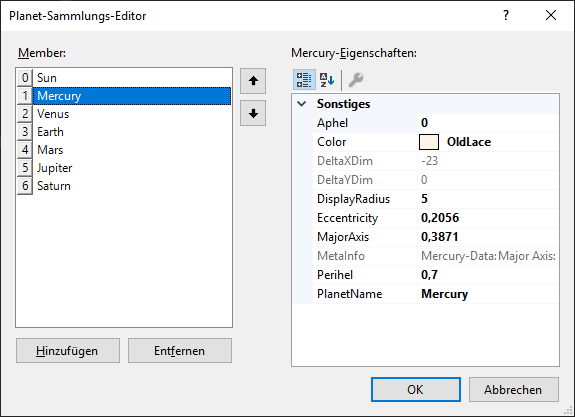 Planet-Sammlungs-Editor ? ×
Member:
0 Sun
1 Mercury
2 Venus
3 Earth
4 Mars
5 Jupiter
6 Saturn
Hinzufügen Entfernen
Mercury-Eigenschaften:
Sonstiges
Aphel 0
Color OldLace
DeltaXDim -23
DeltaYDim 0
DisplayRadius 5
Eccentricity 0,2056
MajorAxis 0,3871
MetaInfo Mercury-Data:Major Axis:
Perihel 0,7
PlanetName Mercury
OK Abbrechen